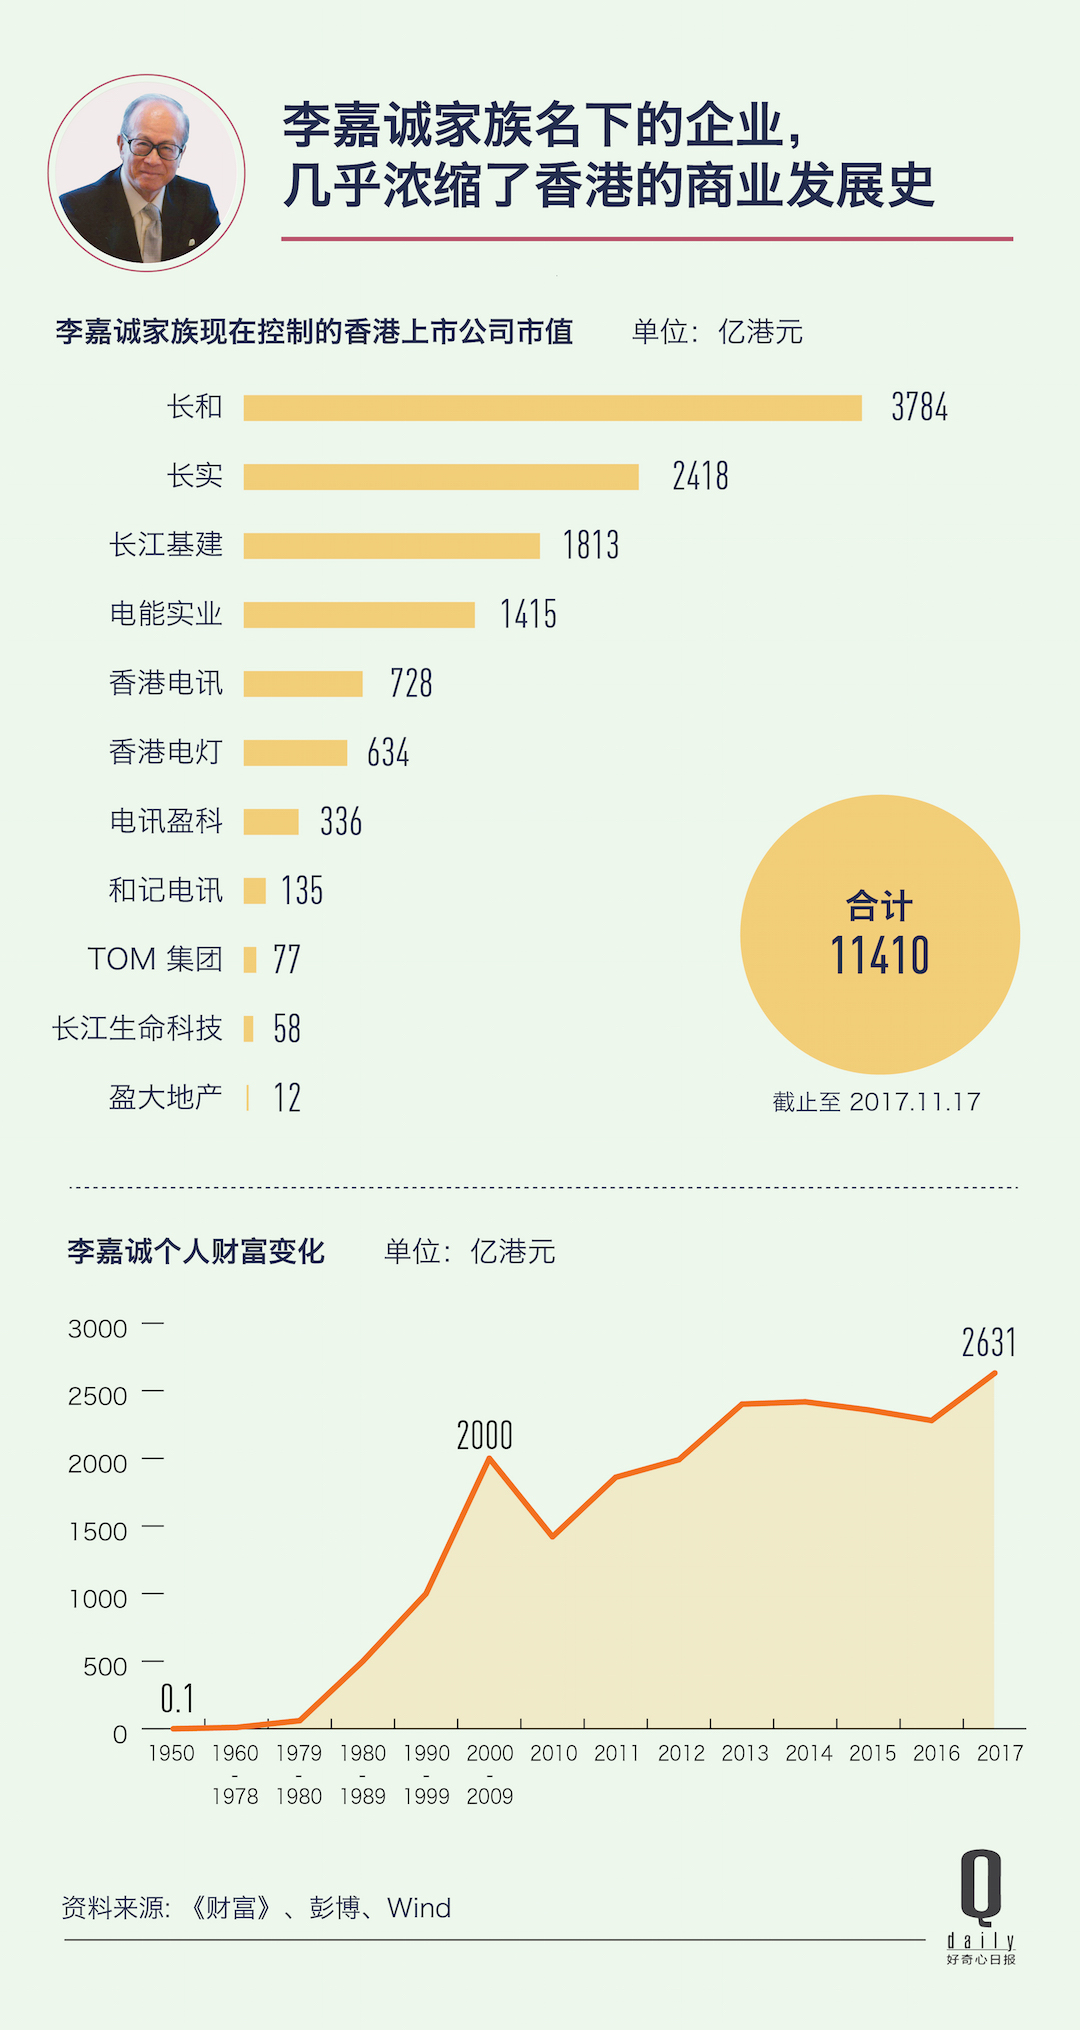 李嘉诚家族名下的企业，
几乎浓缩了香港的商业发展史
李嘉诚家族现在控制的香港上市公司市值 单位：亿港元
长和 3784
长实 2418
长江基建 1813
电能实业 1415
香港电讯 728
香港电灯 634
电讯盈科 336
和记电讯 135
TOM 集团 77
长江生命科技 58
盈大地产 12
合计
11410
截止至 2017.11.17
李嘉诚个人财富变化 单位：亿港元
3000
2500
2000
1500
1000
500
0
0.1
2000
2631
1950 1960 1979 1980 1990 2000 2010 2011 2012 2013 2014 2015 2016 2017
- - - - -
1978 1980 1989 1999 2009
资料来源：《财富》、彭博、Wind
Q
daily
好奇心日报